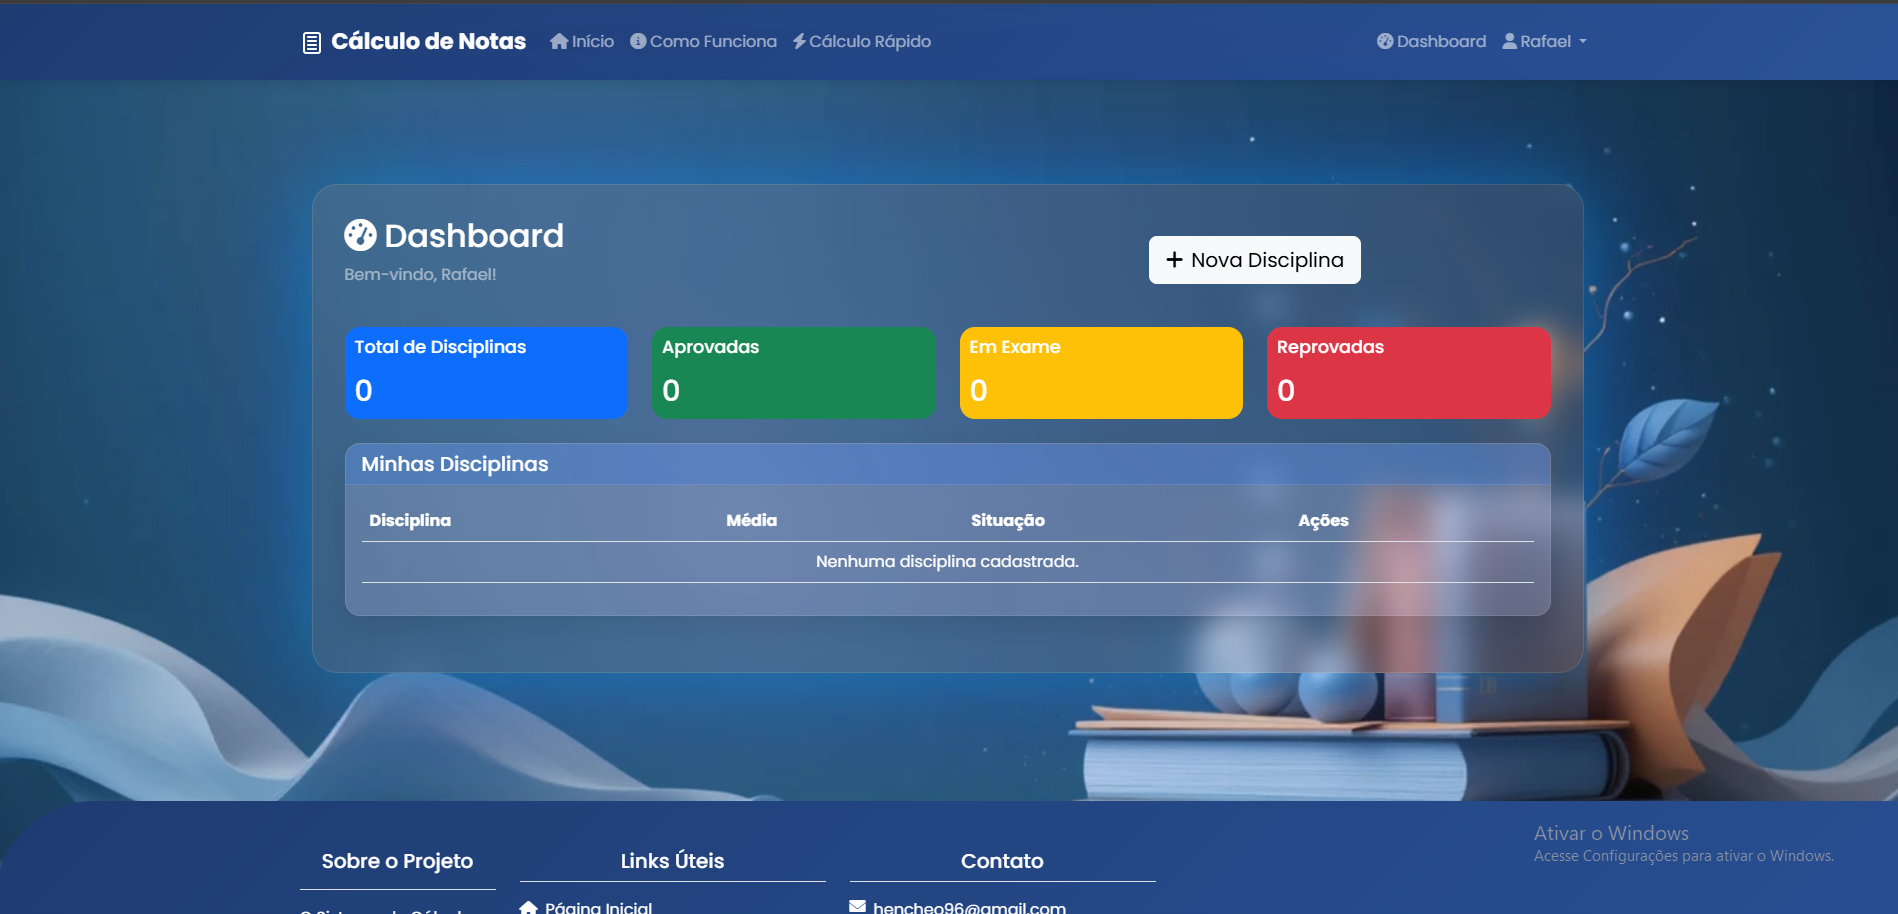 Cálculo de Notas Início Como Funciona Cálculo Rápido Dashboard Rafael
Dashboard
Bem-vindo, Rafael!
+ Nova Disciplina
Total de Disciplinas
0
Aprovadas
0
Em Exame
0
Reprovadas
0
Minhas Disciplinas
Disciplina Média Situação Ações
Nenhuma disciplina cadastrada.
Ativar o Windows
Acesse Configurações para ativar o Windows.
Sobre o Projeto
Links Úteis
Página Inicial
Contato
hencheo96@gmail.com